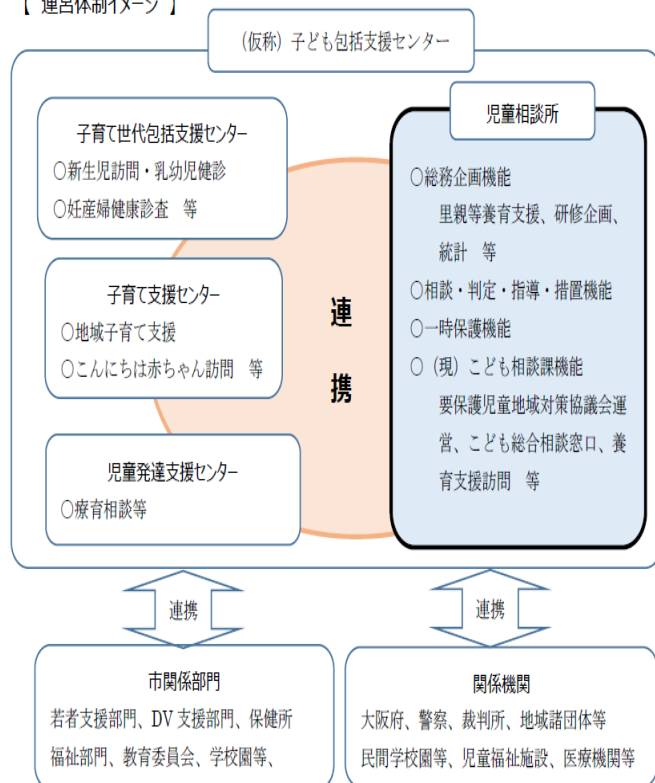 【 運営体制イメージ 】
(仮称) 子ども包括支援センター
子育て世代包括支援センター
○新生児訪問・乳幼児健診
○妊産婦健康診査 等
子育て支援センター
○地域子育て支援
○こんにちは赤ちゃん訪問 等
児童発達支援センター
○療育相談等
連
携
児童相談所
○総務企画機能
里親等養育支援、研修企画、
統計 等
○相談・判定・指導・措置機能
○一時保護機能
○（現）こども相談課機能
要保護児童地域対策協議会運
営、こども総合相談窓口、養
育支援訪問 等
連携
連携
市関係部門
若者支援部門、DV 支援部門、保健所
福祉部門、教育委員会、学校園等、
関係機関
大阪府、警察、裁判所、地域諸団体等
民間学校園等、児童福祉施設、医療機関等